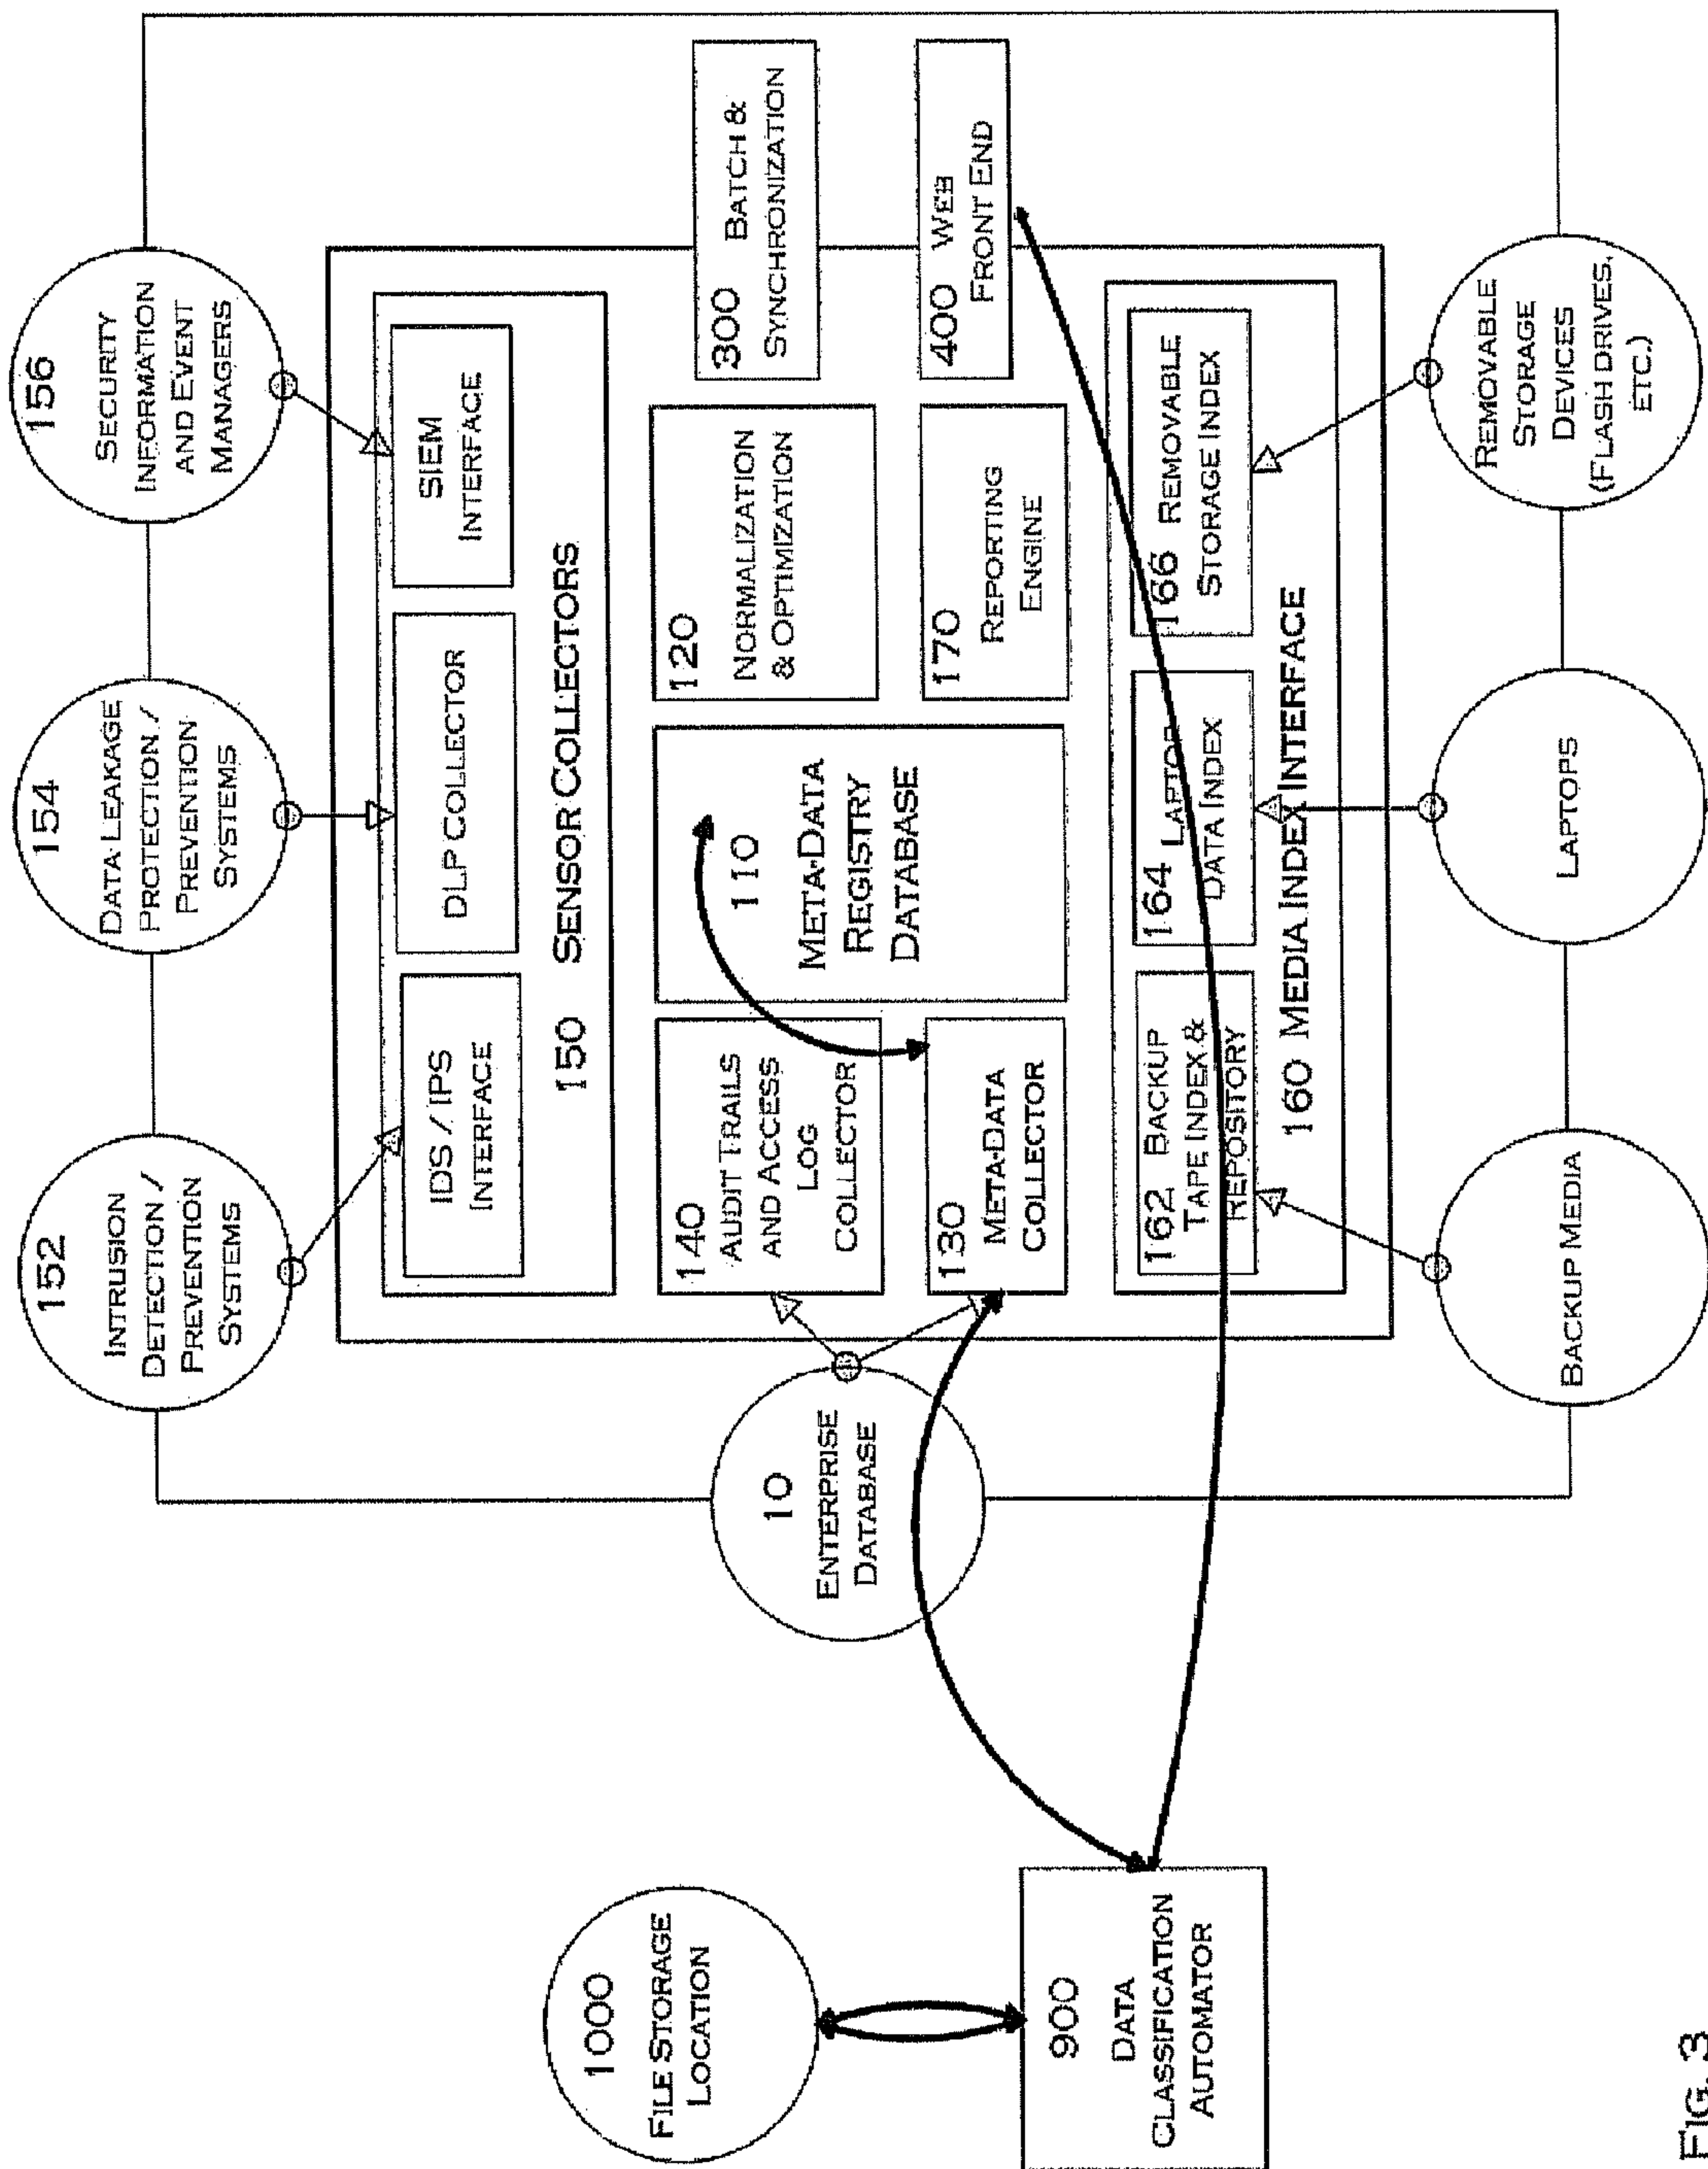 152
INTRUSION
DETECTION /
PREVENTION
SYSTEMS
154
DATA LEAKAGE
PROTECTION /
PREVENTION
SYSTEMS
156
SECURITY
INFORMATION
AND EVENT
MANAGERS
IDS / IPS
INTERFACE
DLP COLLECTOR
SIEM
INTERFACE
150 SENSOR COLLECTORS
1000
FILE STORAGE
LOCATION
10
ENTERPRISE
DATABASE
140
AUDIT TRAILS
AND ACCESS
LOG
COLLECTOR
130
META-DATA
COLLECTOR
110
META-DATA
REGISTRY
DATABASE
120
NORMALIZATION
& OPTIMIZATION
170
REPORTING
ENGINE
300 BATCH &
SYNCHRONIZATION
400 WEB
FRONT END
900
DATA
CLASSIFICATION
AUTOMATOR
162 BACKUP
TAPE INDEX &
REPOSITORY
164 LAPTOP
DATA INDEX
166 REMOVABLE
STORAGE INDEX
160 MEDIA INDEX INTERFACE
BACKUP MEDIA
LAPTOPS
REMOVABLE
STORAGE
DEVICES
(FLASH DRIVES,
ETC.)
FIG. 3